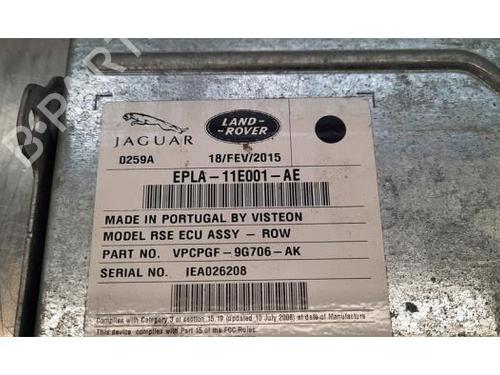 B-PARTS
JAGUAR
LAND-
ROVER
0259A
18/FEV/2015
EPLA-11E001-AE
MADE IN PORTUGAL BY VISTEON
MODEL RSE ECU ASSY - ROW
PART NO. VPCPGF-9G706-AK
SERIAL NO. IEA026208
Complies with Category 3 of section 15.19 (updated 10 July 2008) at date of Manufacture
This device complies with Part 15 of the FCC Rules.